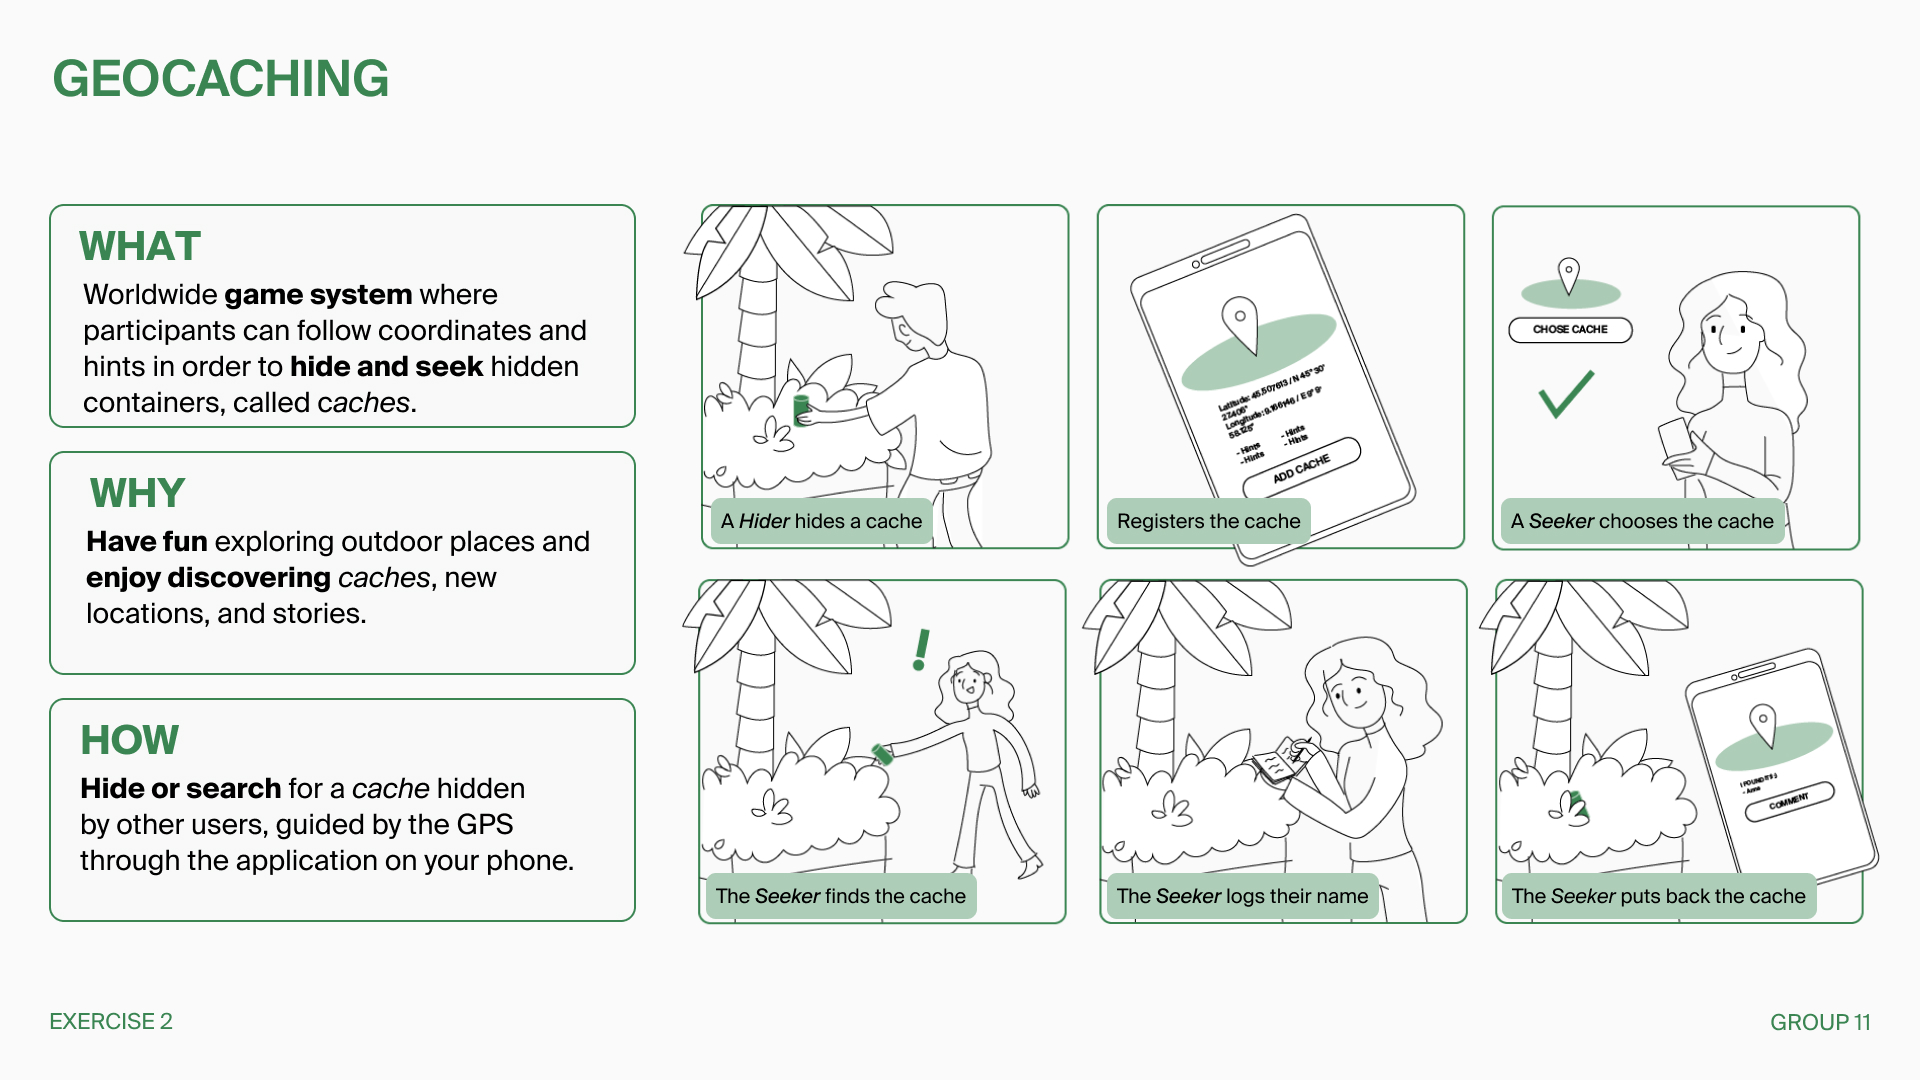 GEOCACHING
WHAT
Worldwide game system where
participants can follow coordinates and
hints in order to hide and seek hidden
containers, called caches.
WHY
Have fun exploring outdoor places and
enjoy discovering caches, new
locations, and stories.
HOW
Hide or search for a cache hidden
by other users, guided by the GPS
through the application on your phone.
A Hider hides a cache
Latitude: 45.507613 / N 45° 30'
27.406"
Longitude: 9.166146 / E 9° 9'
58.125"
- Hints
- Hints
- Hints
- Hints
ADD CACHE
Registers the cache
CHOSE CACHE
A Seeker chooses the cache
!
The Seeker finds the cache
The Seeker logs their name
- Anna
COMMENT
The Seeker puts back the cache
EXERCISE 2
GROUP 11